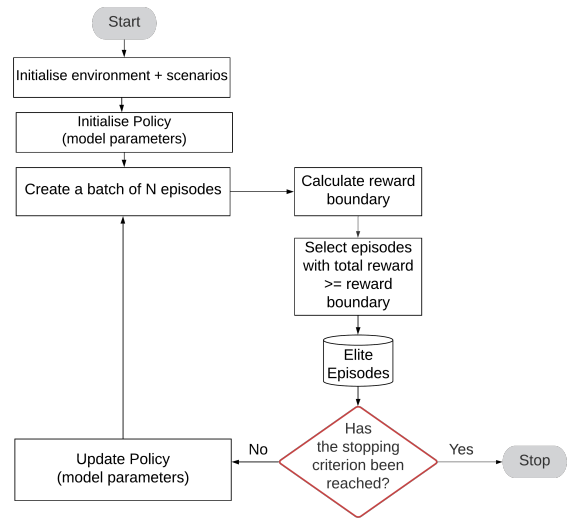 Start
Initialise environment + scenarios
Initialise Policy
(model parameters)
Create a batch of N episodes
Calculate reward
boundary
Select episodes
with total reward
>= reward
boundary
Elite
Episodes
Has
the stopping
criterion been
reached?
No
Yes
Update Policy
(model parameters)
Stop